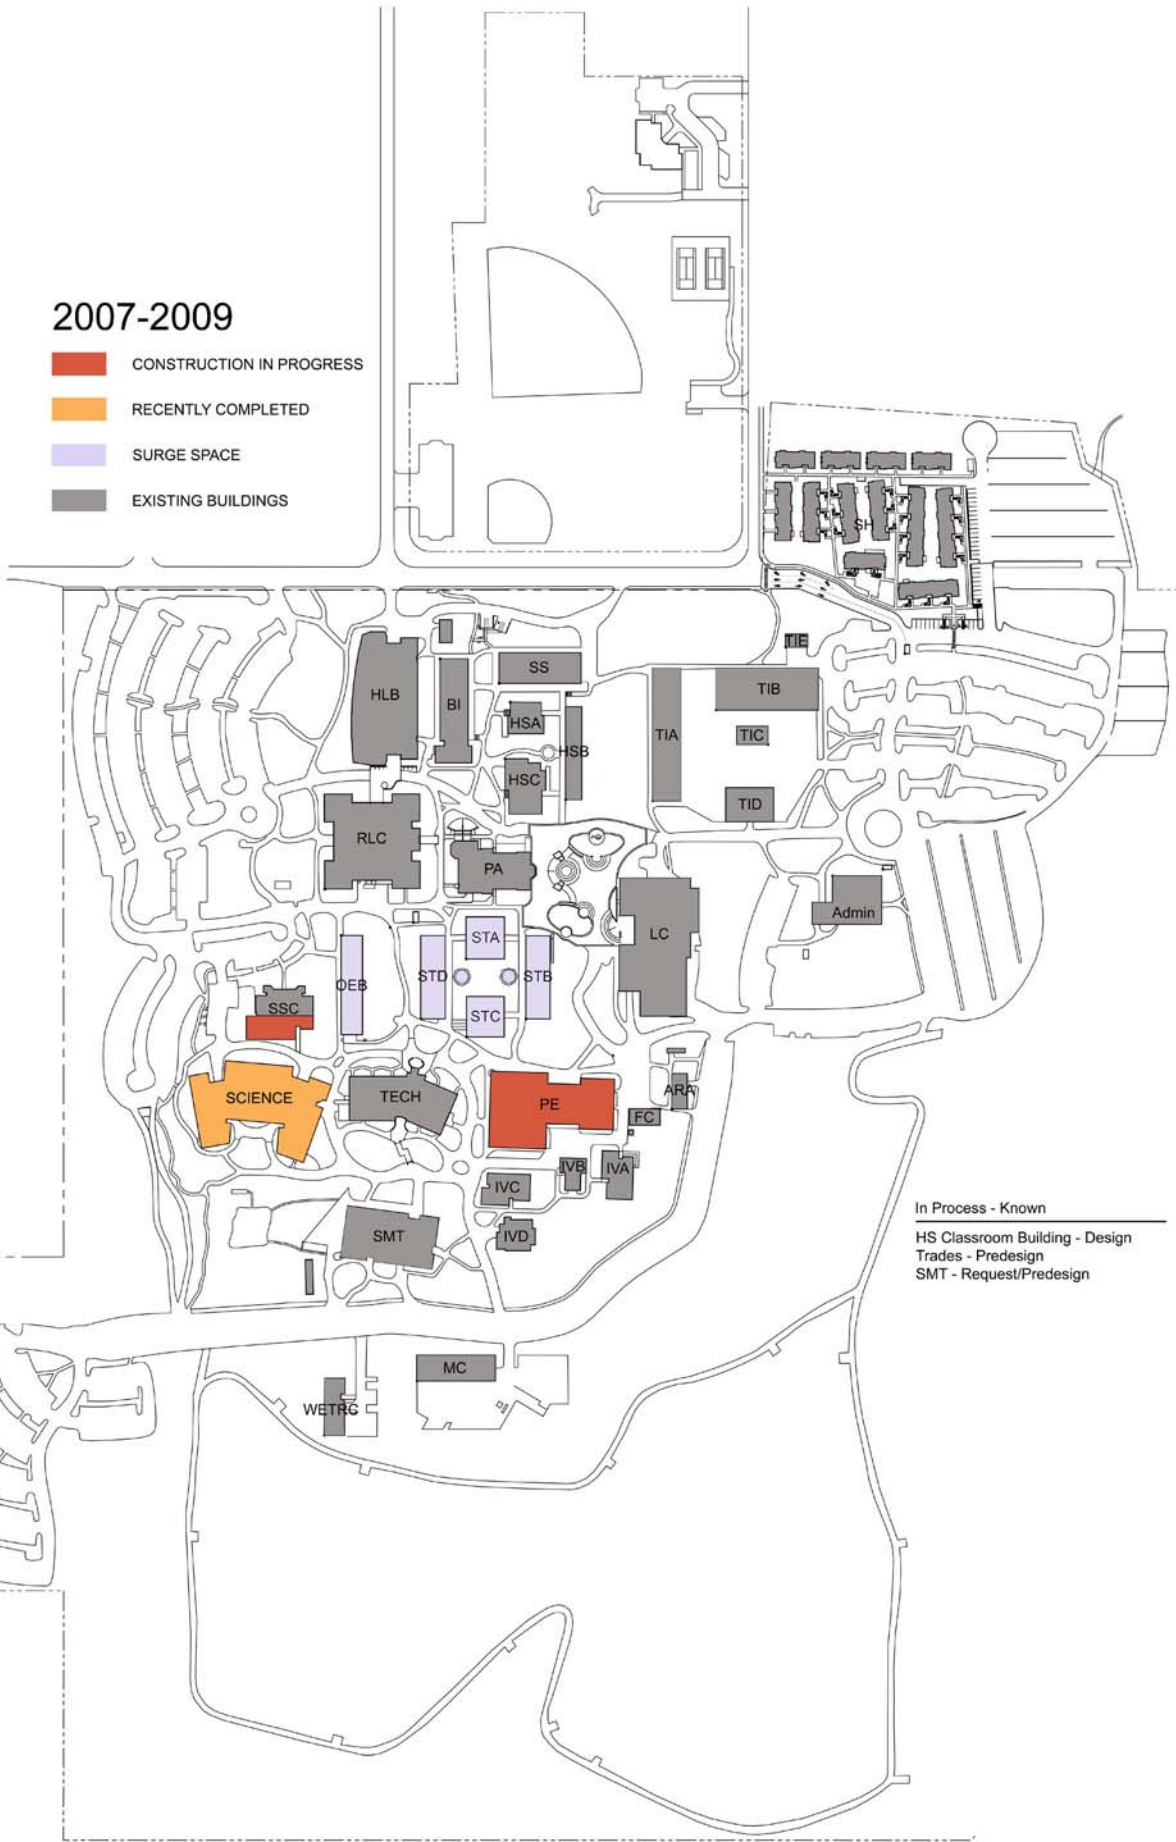 2007-2009
CONSTRUCTION IN PROGRESS
RECENTLY COMPLETED
SURGE SPACE
EXISTING BUILDINGS
SH
TIE
SS
HLB
TIB
BI
HSA
TIA
TIC
HSB
HSC
TID
RLC
PA
Admin
LC
STA
STD
STB
OEB
SSC
STC
SCIENCE
TECH
PE
ARA
FC
IVB
IVA
IVC
SMT
IVD
In Process - Known
HS Classroom Building - Design
Trades - Predesign
SMT - Request/Predesign
MC
WETRC